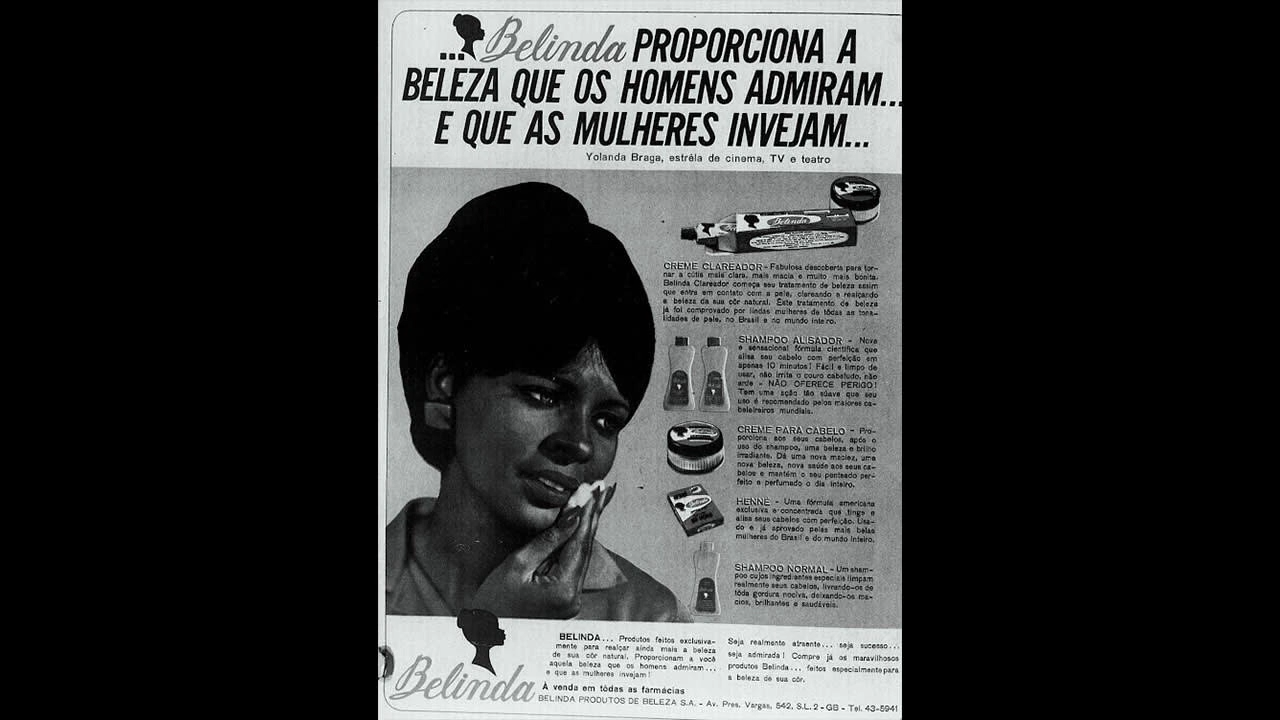 ... Belinda PROPORCIONA A
BELEZA QUE OS HOMENS ADMIRAM...
E QUE AS MULHERES INVEJAM...
Yolanda Braga, estrêla de cinema, TV e teatro
Belinda
CREME CLAREADOR - Fabulosa descoberta para tor-
nar a cútis mais clara, mais macia e muito mais bonita.
Belinda Clareador começa seu tratamento de beleza assim
que entra em contato com a pele, clareando e realçando
a beleza da sua côr natural. Êste tratamento de beleza
já foi comprovado por lindas mulheres de tôdas as tona-
lidades de pele, no Brasil e no mundo inteiro.
SHAMPOO ALISADOR - Nova
e sensacional fórmula científica que
alisa seu cabelo com perfeição em
apenas 10 minutos! Fácil e limpo de
usar, não irrita o couro cabeludo, não
arde - NÃO OFERECE PERIGO!
Tem uma ação tão suave que seu
uso é recomendado pelos maiores ca-
beleireiros mundiais.
CREME PARA CABELO - Pro-
porciona aos seus cabelos, após o
uso do shampoo, uma beleza e brilho
irradiante. Dá uma nova maciez, uma
nova beleza, nova saúde aos seus ca-
belos e mantém o seu penteado per-
feito e perfumado o dia inteiro.
HENNÊ - Uma fórmula americana
exclusiva e concentrada que tinge e
alisa seus cabelos com perfeição. Usa-
do e já aprovado pelas mais belas
mulheres do Brasil e do mundo inteiro.
SHAMPOO NORMAL - Um sham-
poo cujos ingredientes especiais limpam
realmente seus cabelos, livrando-os de
tôda gordura nociva, deixando-os ma-
cios, brilhantes e saudáveis.
BELINDA... Produtos feitos exclusiva-
mente para realçar ainda mais a beleza
de sua côr natural. Proporcionam a você
aquela beleza que os homens admiram...
e que as mulheres invejam!
Seja realmente atraente... seja sucesso...
seja admirada! Compre já os maravilhosos
produtos Belinda... feitos especialmente para
a beleza de sua côr.
Belinda
À venda em tôdas as farmácias
BELINDA PRODUTOS DE BELEZA S.A. - Av. Pres. Vargas, 542, S.L. 2 - GB - Tel. 43-5941